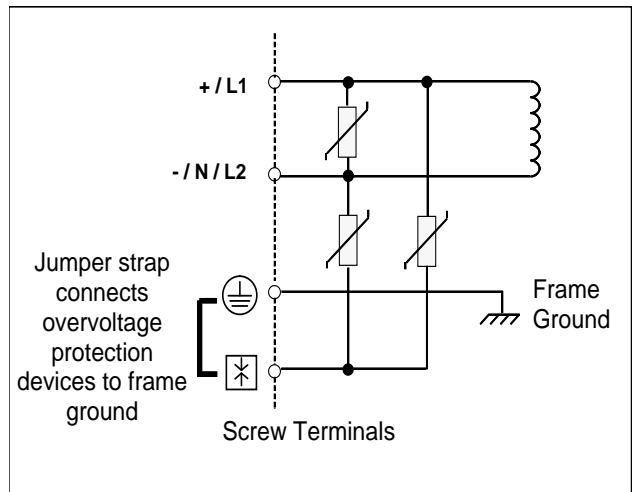 + / L1
- / N / L2
Jumper strap
connects
overvoltage
protection
devices to frame
ground
Frame
Ground
Screw Terminals